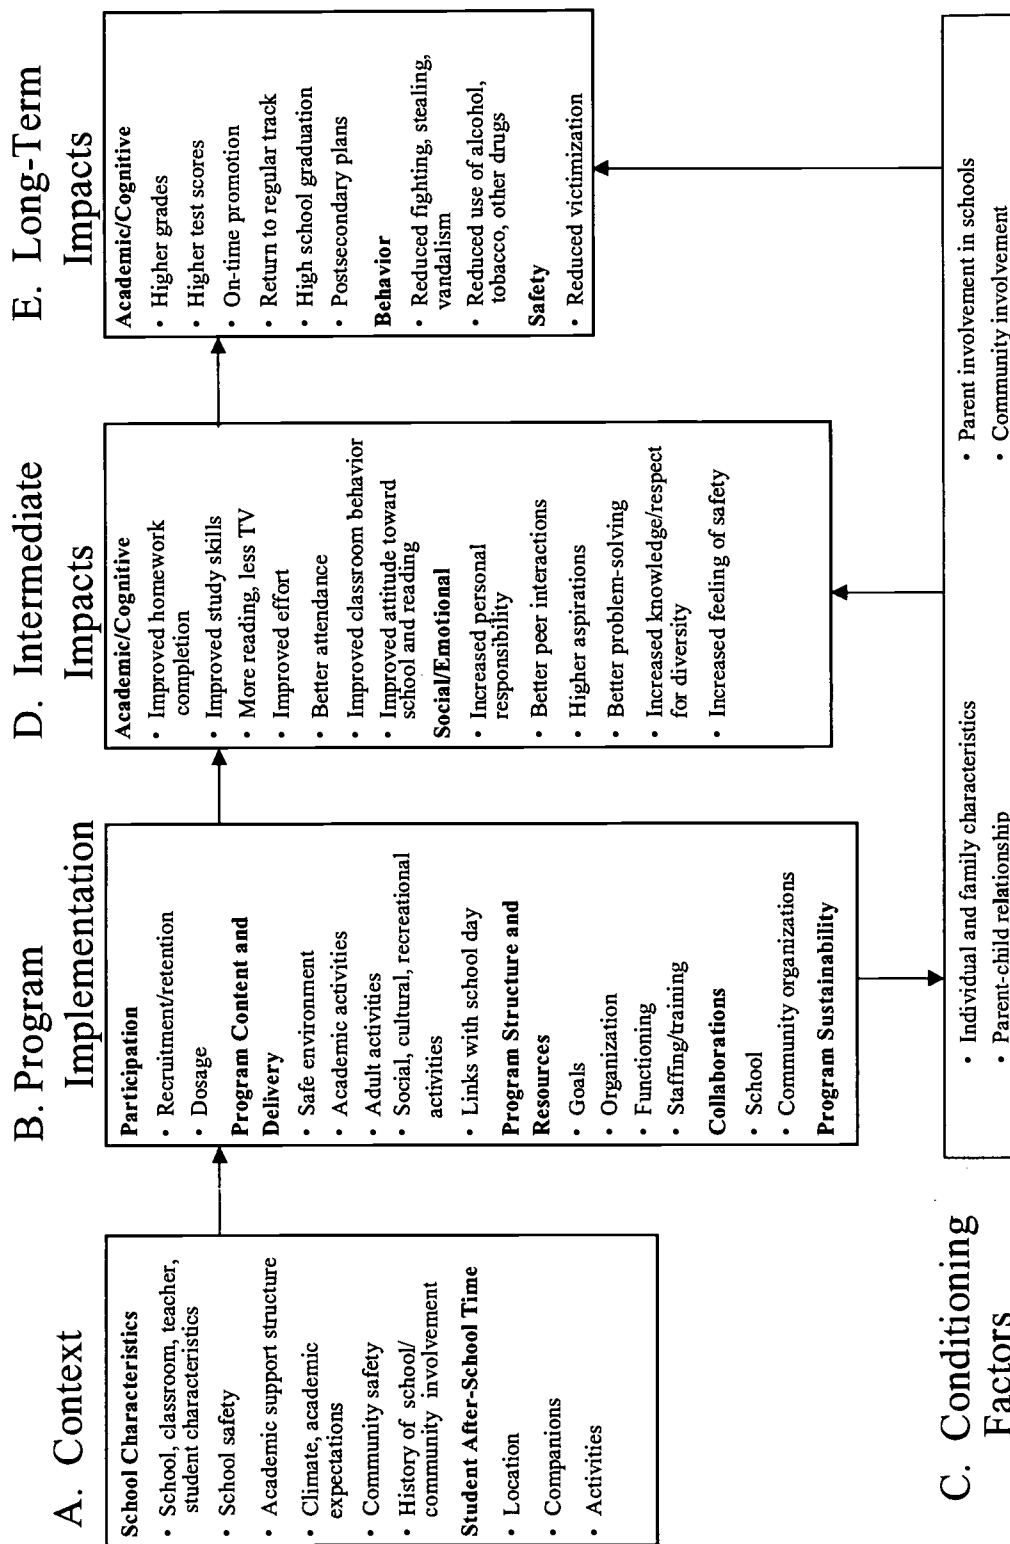 A. Context
School Characteristics
• School, classroom, teacher,
student characteristics
• School safety
• Academic support structure
• Climate, academic
expectations
• Community safety
• History of school/
community involvement
Student After-School Time
• Location
• Companions
• Activities
B. Program
Implementation
Participation
• Recruitment/retention
• Dosage
Program Content and
Delivery
• Safe environment
• Academic activities
• Adult activities
• Social, cultural, recreational
activities
• Links with school day
Program Structure and
Resources
• Goals
• Organization
• Functioning
• Staffing/training
Collaborations
• School
• Community organizations
Program Sustainability
C. Conditioning
Factors
• Individual and family characteristics
• Parent-child relationship
• Parent involvement in schools
• Community involvement
D. Intermediate
Impacts
Academic/Cognitive
• Improved homework
completion
• Improved study skills
• More reading, less TV
• Improved effort
• Better attendance
• Improved classroom behavior
• Improved attitude toward
school and reading
Social/Emotional
• Increased personal
responsibility
• Better peer interactions
• Higher aspirations
• Better problem-solving
• Increased knowledge/respect
for diversity
• Increased feeling of safety
E. Long-Term
Impacts
Academic/Cognitive
• Higher grades
• Higher test scores
• On-time promotion
• Return to regular track
• High school graduation
• Postsecondary plans
Behavior
• Reduced fighting, stealing,
vandalism
• Reduced use of alcohol,
tobacco, other drugs
Safety
• Reduced victimization